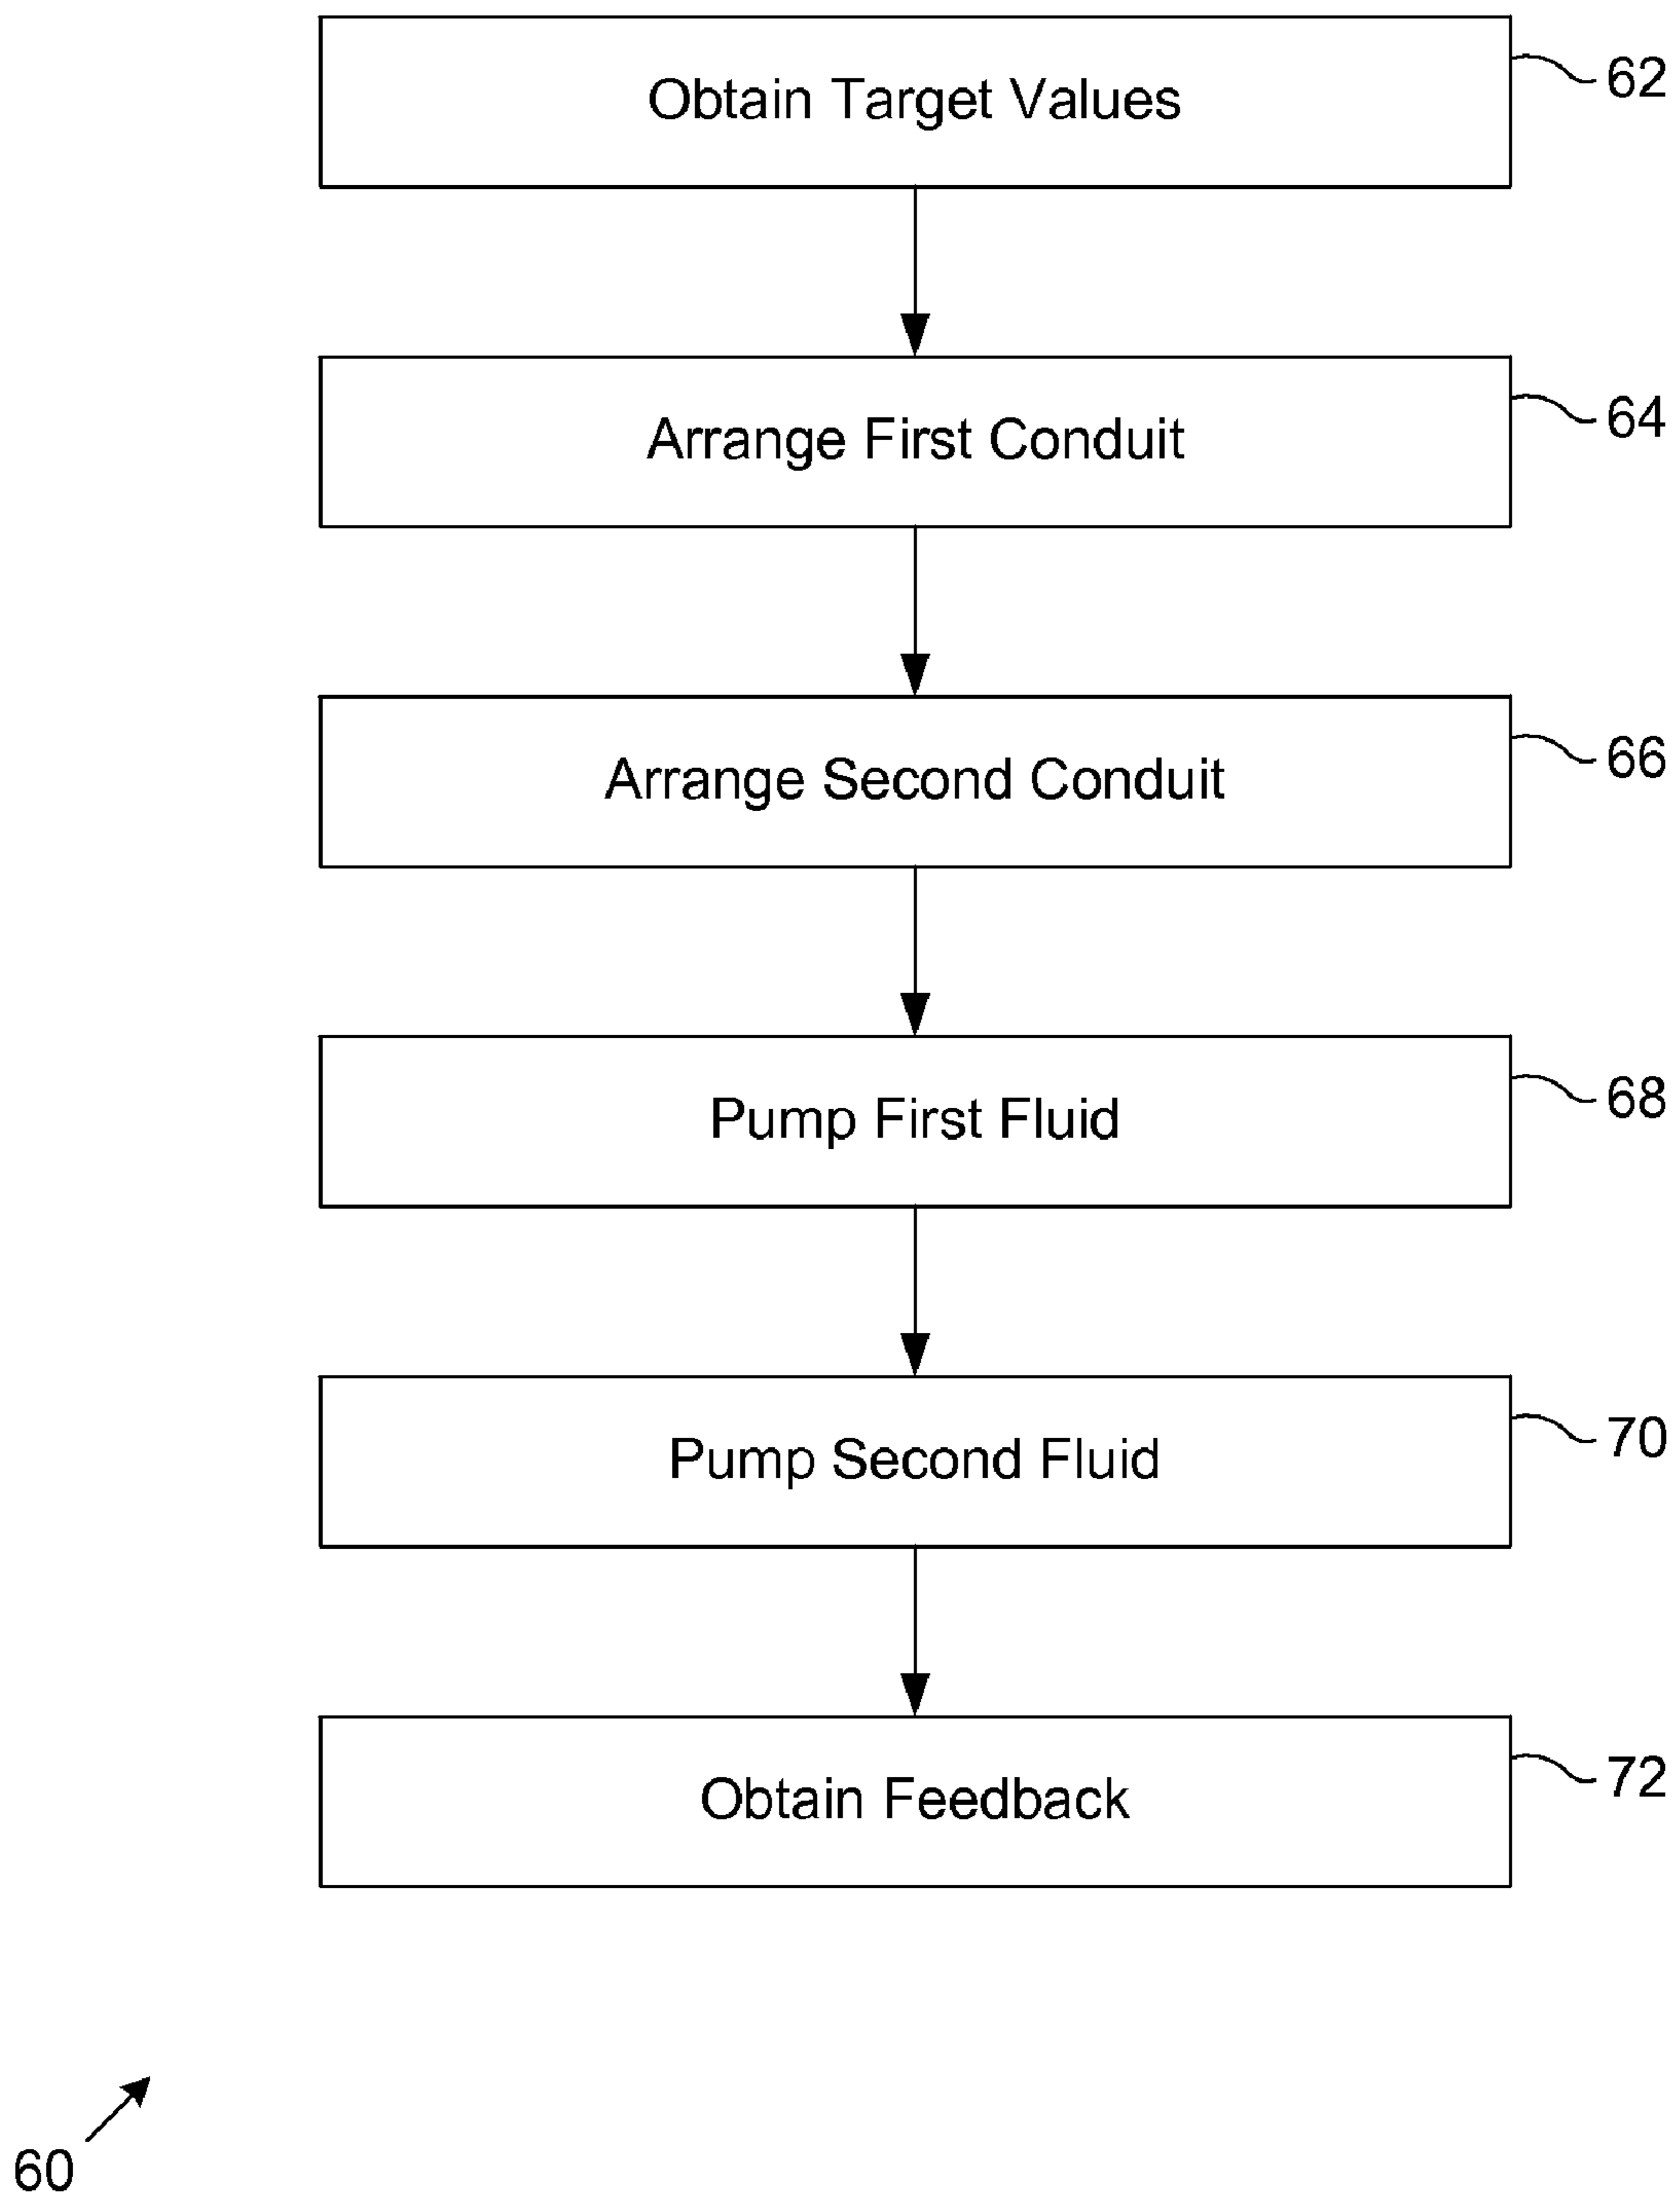 Obtain Target Values
62
Arrange First Conduit
64
Arrange Second Conduit
66
Pump First Fluid
68
Pump Second Fluid
70
Obtain Feedback
72
60